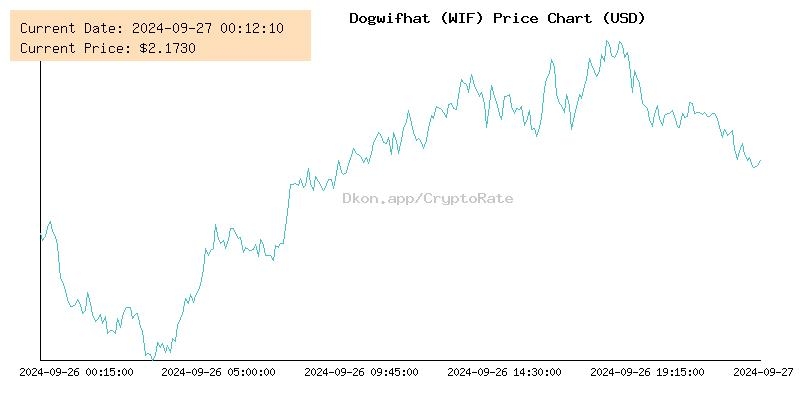 Dogwifhat (WIF) Price Chart (USD)
Current Date: 2024-09-27 00:12:10
Current Price: $2.1730
Dkon.app/CryptoRate
2024-09-26 00:15:00 2024-09-26 05:00:00 2024-09-26 09:45:00 2024-09-26 14:30:00 2024-09-26 19:15:00 2024-09-27